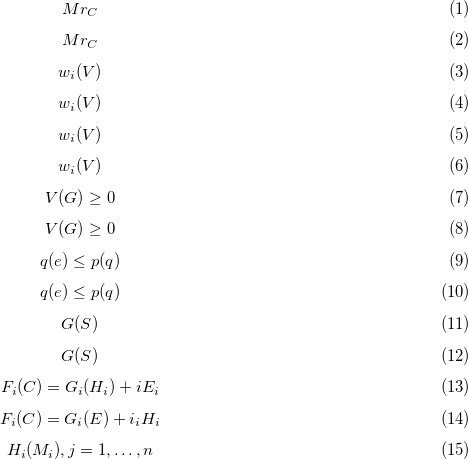 Mr_C (1)
Mr_C (2)
w_i(V) (3)
w_i(V) (4)
w_i(V) (5)
w_i(V) (6)
V(G) ≥ 0 (7)
V(G) ≥ 0 (8)
q(e) ≤ p(q) (9)
q(e) ≤ p(q) (10)
G(S) (11)
G(S) (12)
F_i(C) = G_i(H_i) + iE_i (13)
F_i(C) = G_i(E) + i_iH_i (14)
H_i(M_i), j = 1, . . . , n (15)